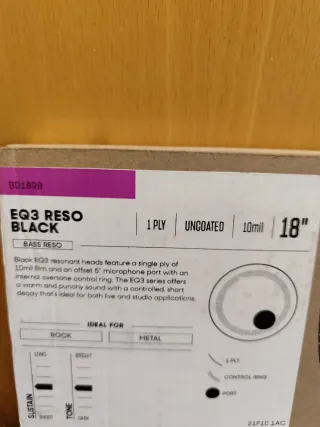 BD18RB
EQ3 RESO
BLACK
1 PLY
UNCOATED
10mil
18"
BASS RESO
Black EQ3 resonant heads feature a single ply of
10mil film and an offset 5" microphone port with an
internal overtone control ring. The EQ3 series offers
a warm and punchy sound with a controlled, short
decay that's ideal for both live and studio applications.
IDEAL FOR
ROCK
METAL
LONG
BRIGHT
SUSTAIN
TONE
SHORT
DARK
1-PLY
CONTROL RING
PORT
21F10 1AC